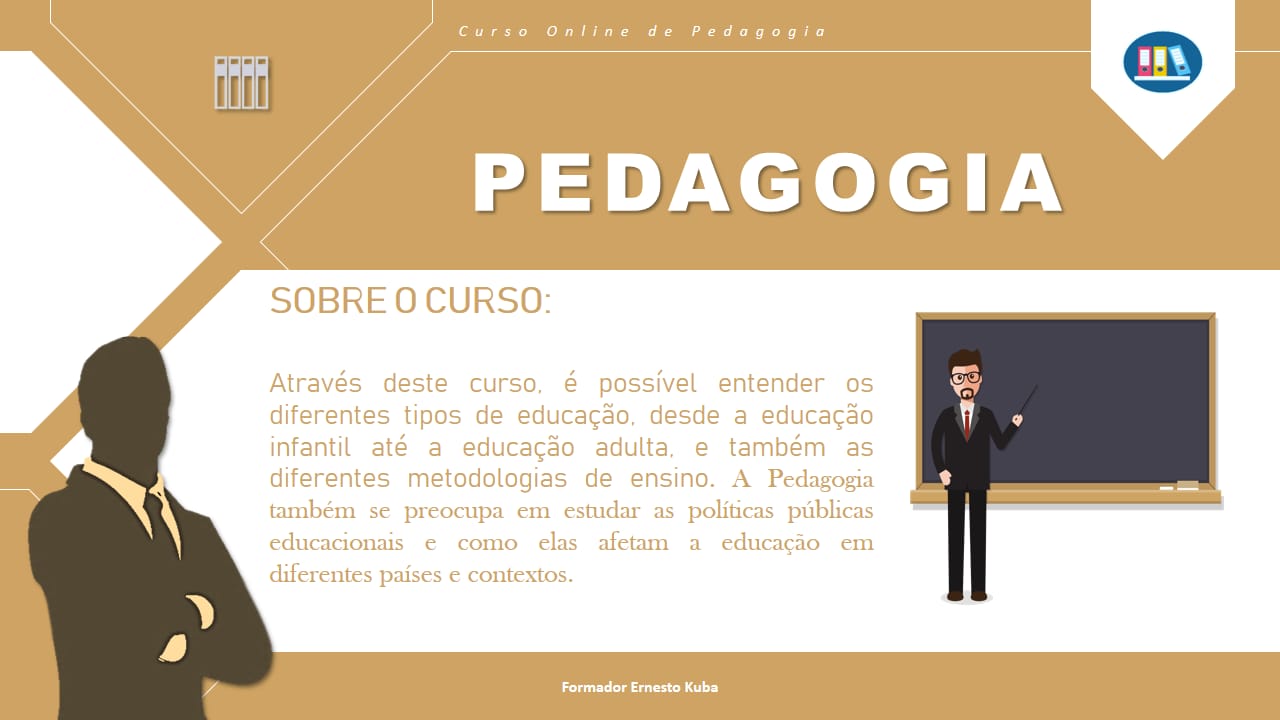 Curso Online de Pedagogia
PEDAGOGIA
SOBRE O CURSO:
Através deste curso, é possível entender os
diferentes tipos de educação, desde a educação
infantil até a educação adulta, e também as
diferentes metodologias de ensino. A Pedagogia
também se preocupa em estudar as políticas públicas
educacionais e como elas afetam a educação em
diferentes países e contextos.
Formador Ernesto Kuba